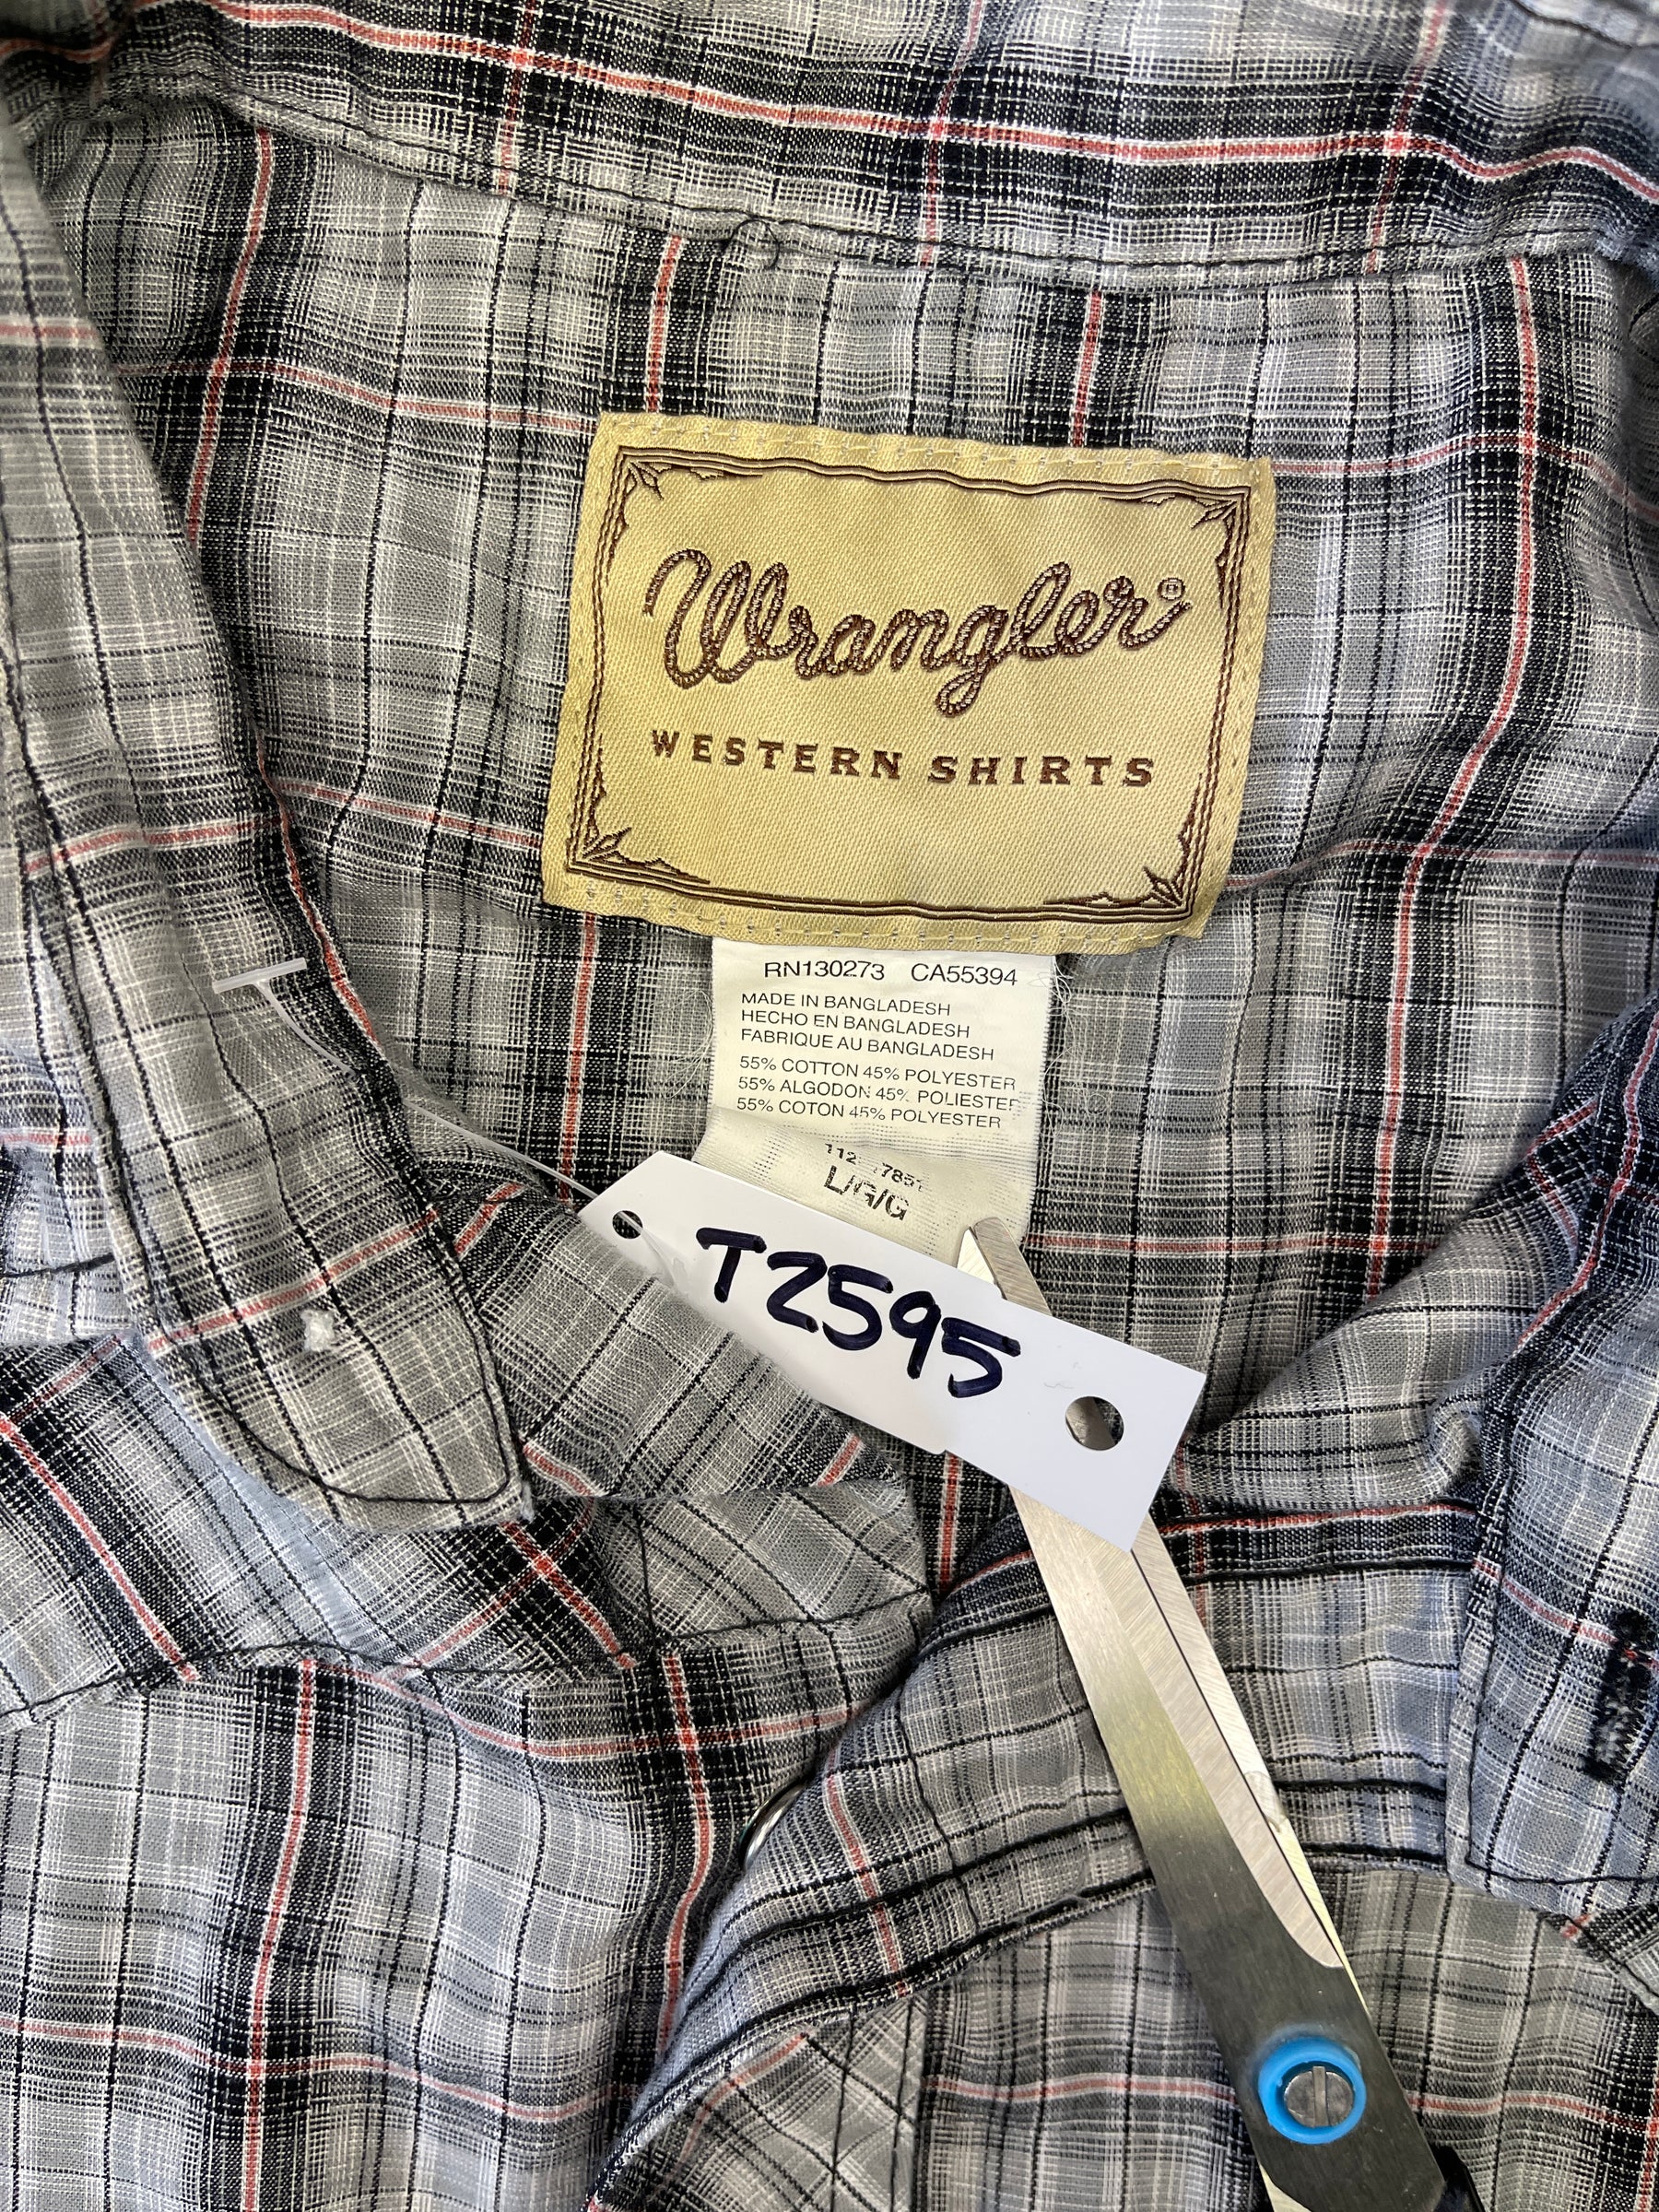 Wrangler®
WESTERN SHIRTS
RN130273 CA55394
MADE IN BANGLADESH
HECHO EN BANGLADESH
FABRIQUE AU BANGLADESH
55% COTTON 45% POLYESTER
55% ALGODON 45% POLIESTER
55% COTON 45% POLYESTER
L/G/G
T2595